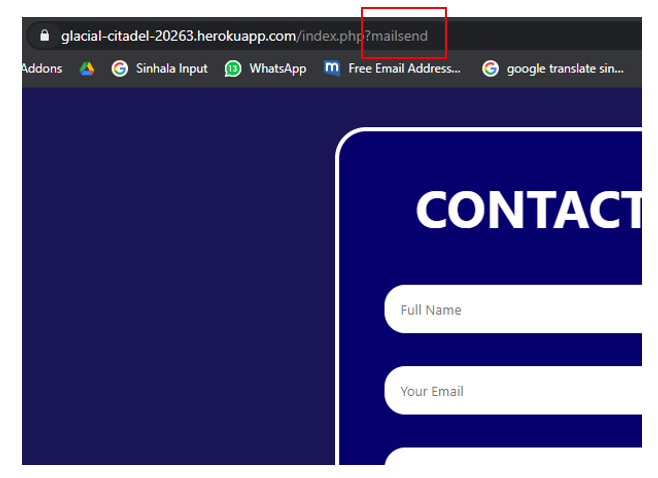 glacial-citadel-20263.herokuapp.com/index.php?mailsend
Addons Sinhala Input 13 WhatsApp m Free Email Address... google translate sin...
CONTACT
Full Name
Your Email